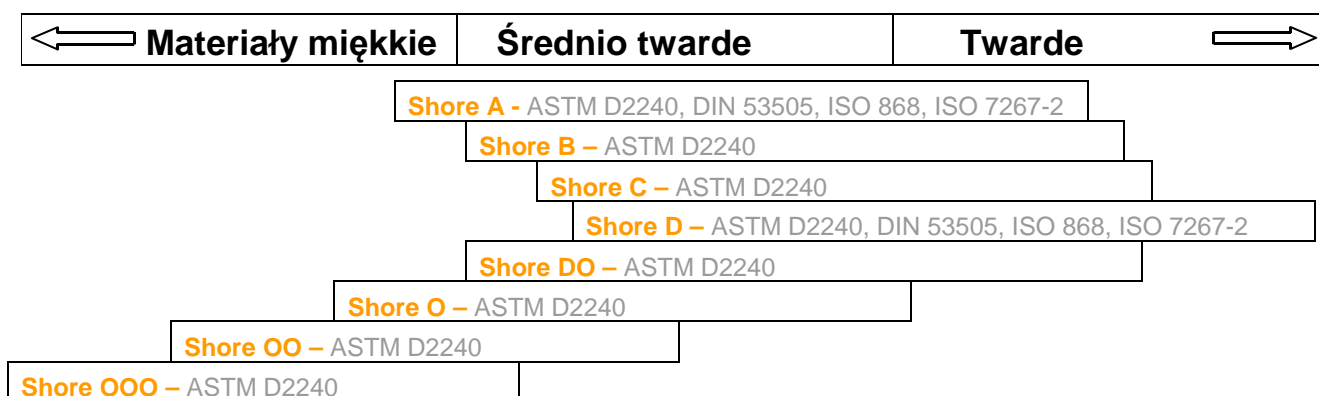 Materiały miękkie Średnio twarde Twarde
Shore A - ASTM D2240, DIN 53505, ISO 868, ISO 7267-2
Shore B – ASTM D2240
Shore C – ASTM D2240
Shore D – ASTM D2240, DIN 53505, ISO 868, ISO 7267-2
Shore DO – ASTM D2240
Shore O – ASTM D2240
Shore OO – ASTM D2240
Shore OOO – ASTM D2240